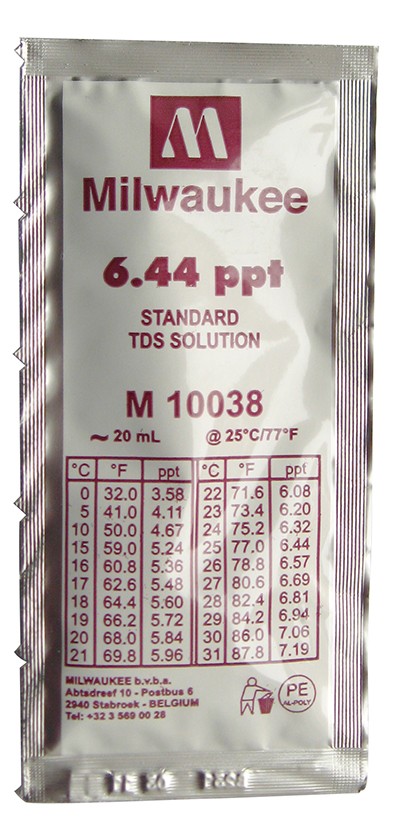 M
Milwaukee
6.44 ppt
STANDARD
TDS SOLUTION
M 10038
~ 20 mL @ 25°C/77°F
°C °F ppt °C °F ppt
0 32.0 3.58 22 71.6 6.08
5 41.0 4.11 23 73.4 6.20
10 50.0 4.67 24 75.2 6.32
15 59.0 5.24 25 77.0 6.44
16 60.8 5.36 26 78.8 6.57
17 62.6 5.48 27 80.6 6.69
18 64.4 5.60 28 82.4 6.81
19 66.2 5.72 29 84.2 6.94
20 68.0 5.84 30 86.0 7.06
21 69.8 5.96 31 87.8 7.19
MILWAUKEE b.v.b.a.
Abtsdreef 10 - Postbus 6
2940 Stabroek - BELGIUM
Tel: +32 3 569 00 28
PE
AL-POLY